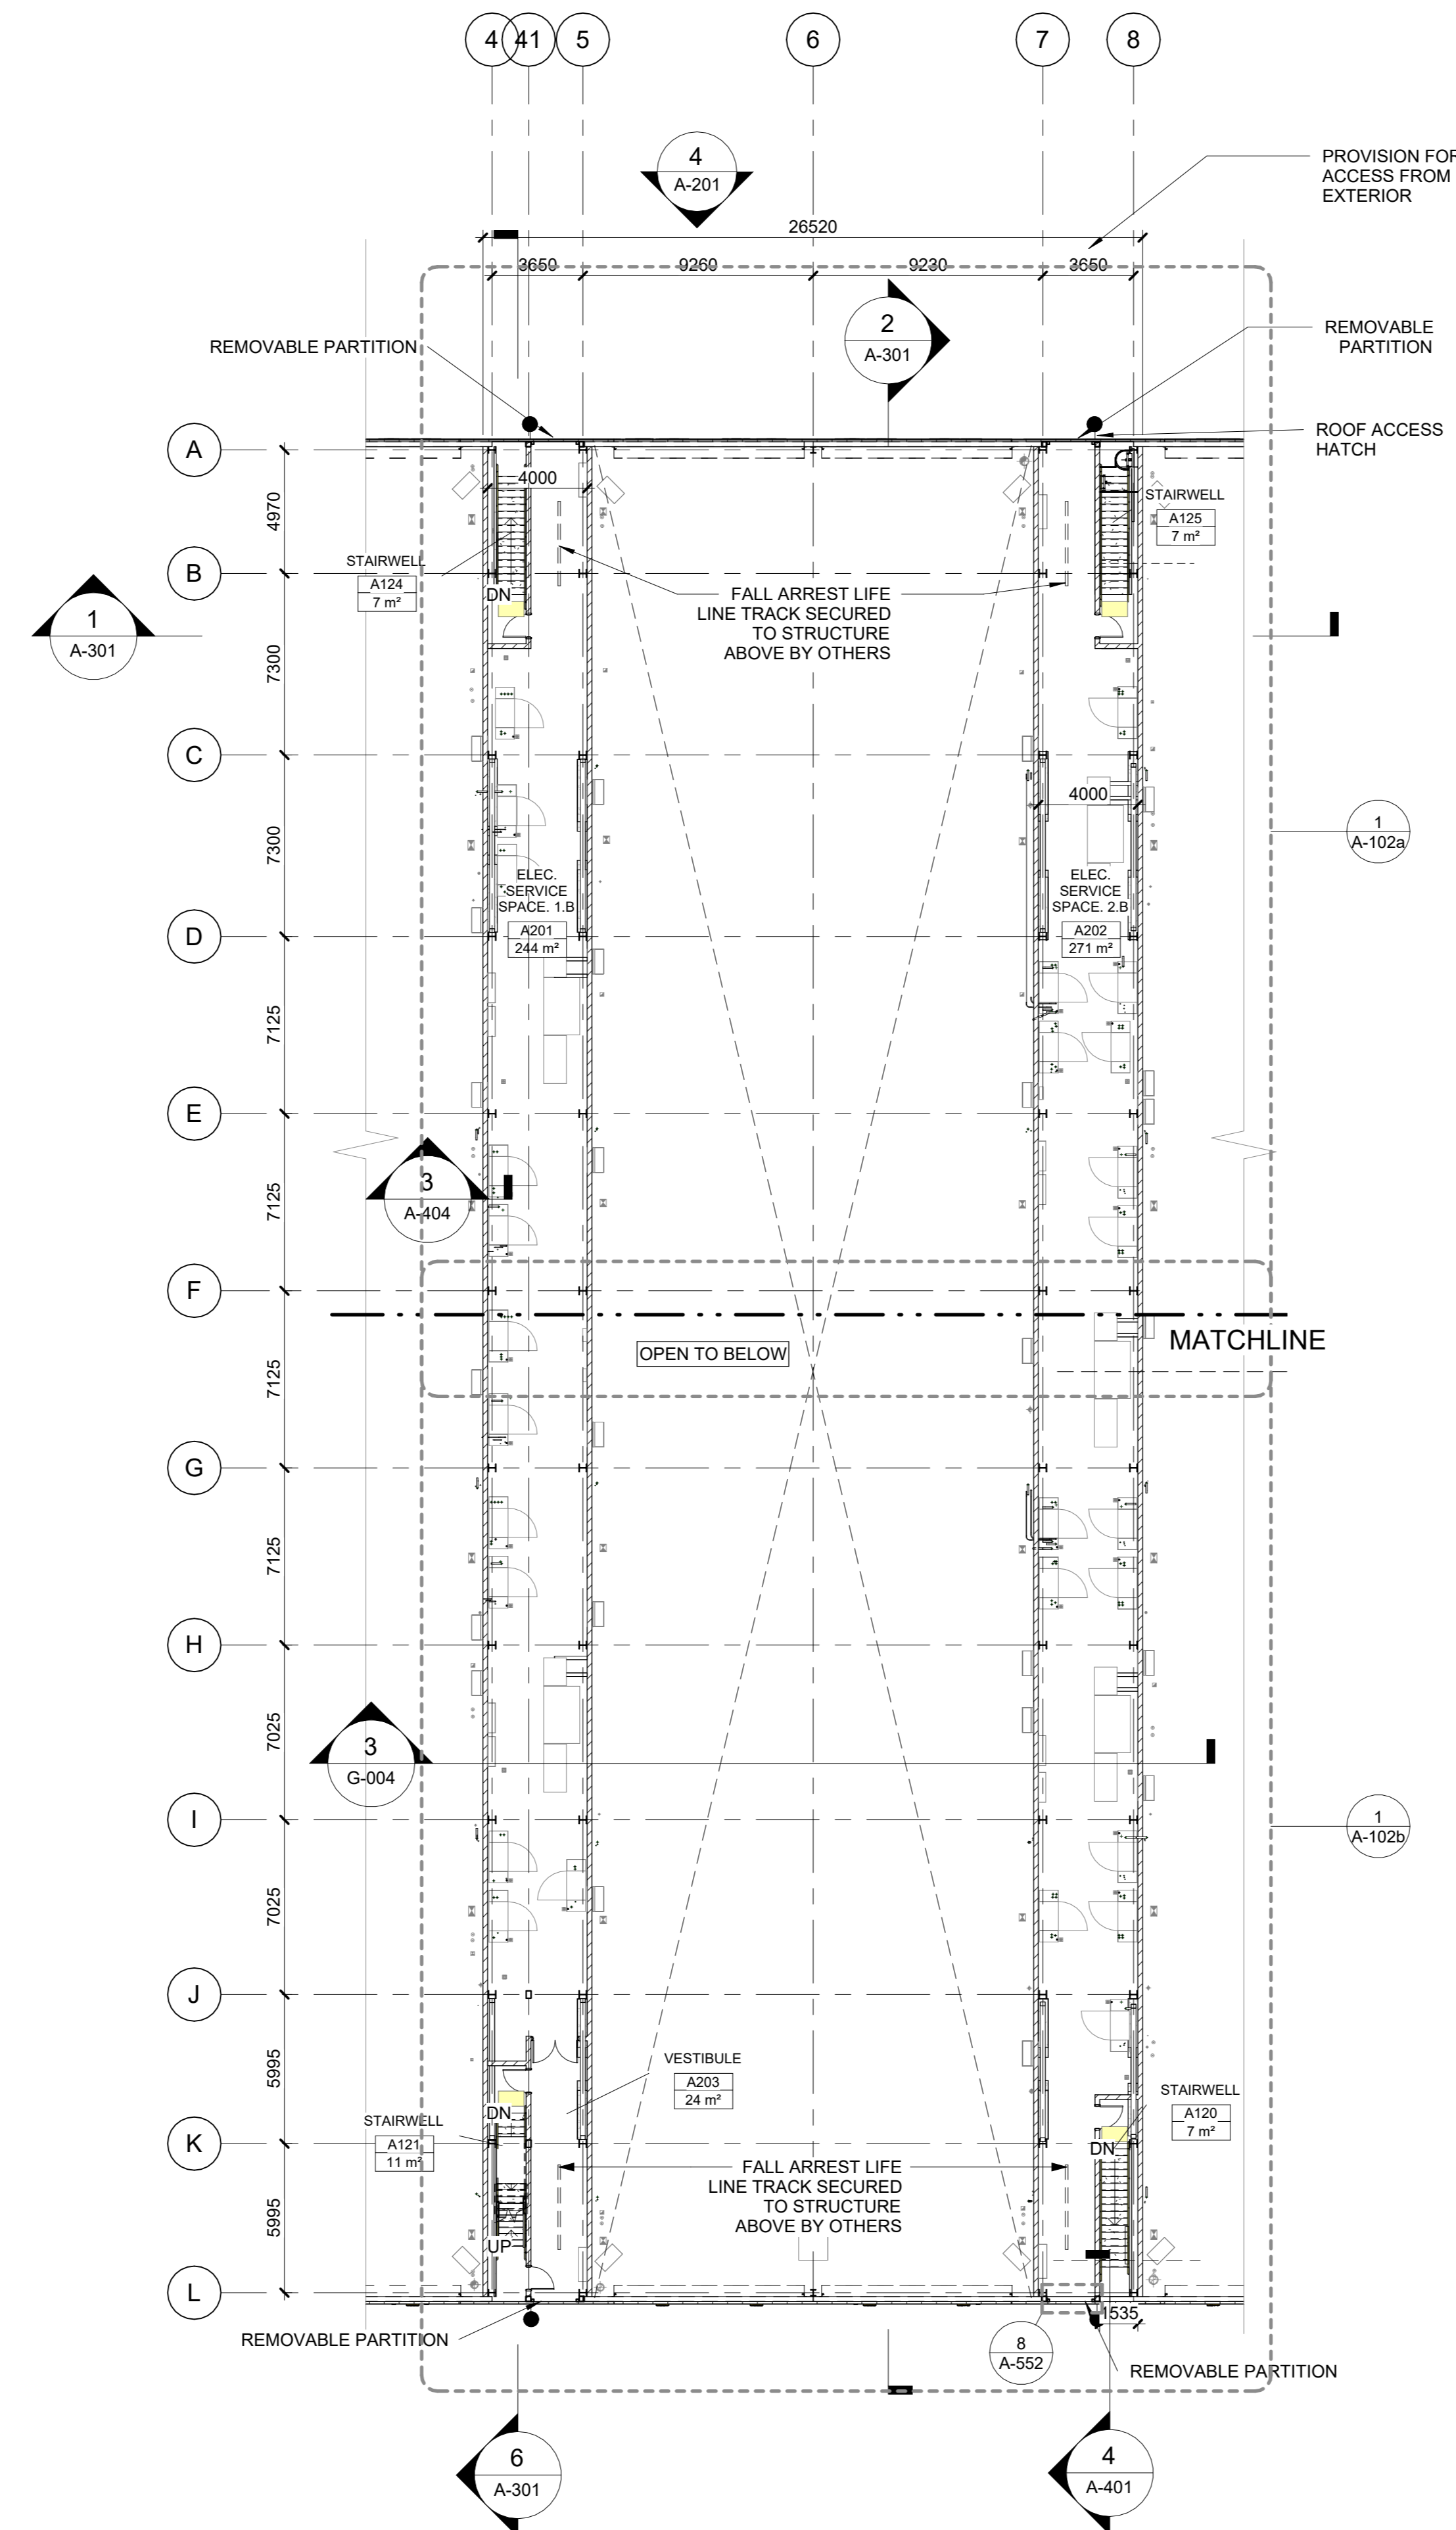 4
41
5
6
7
8
4
A-201
PROVISION FOR
ACCESS FROM
EXTERIOR
26520
3650
9260
9230
3650
2
A-301
REMOVABLE PARTITION
REMOVABLE
PARTITION
ROOF ACCESS
HATCH
A
4970
4000
STAIRWELL
A125
7 m²
STAIRWELL
A124
7 m²
B
DN
FALL ARREST LIFE
LINE TRACK SECURED
TO STRUCTURE
ABOVE BY OTHERS
1
A-301
7300
C
7300
4000
1
A-102a
ELEC.
SERVICE
SPACE. 1.B
A201
244 m²
ELEC.
SERVICE
SPACE. 2.B
A202
271 m²
D
7125
E
7125
3
A-404
F
MATCHLINE
OPEN TO BELOW
7125
G
7125
H
7025
3
G-004
I
1
A-102b
7025
J
5995
VESTIBULE
A203
24 m²
STAIRWELL
A120
7 m²
DN
STAIRWELL
A121
11 m²
K
DN
FALL ARREST LIFE
LINE TRACK SECURED
TO STRUCTURE
ABOVE BY OTHERS
5995
UP
L
1535
REMOVABLE PARTITION
8
A-552
REMOVABLE PARTITION
6
A-301
4
A-401